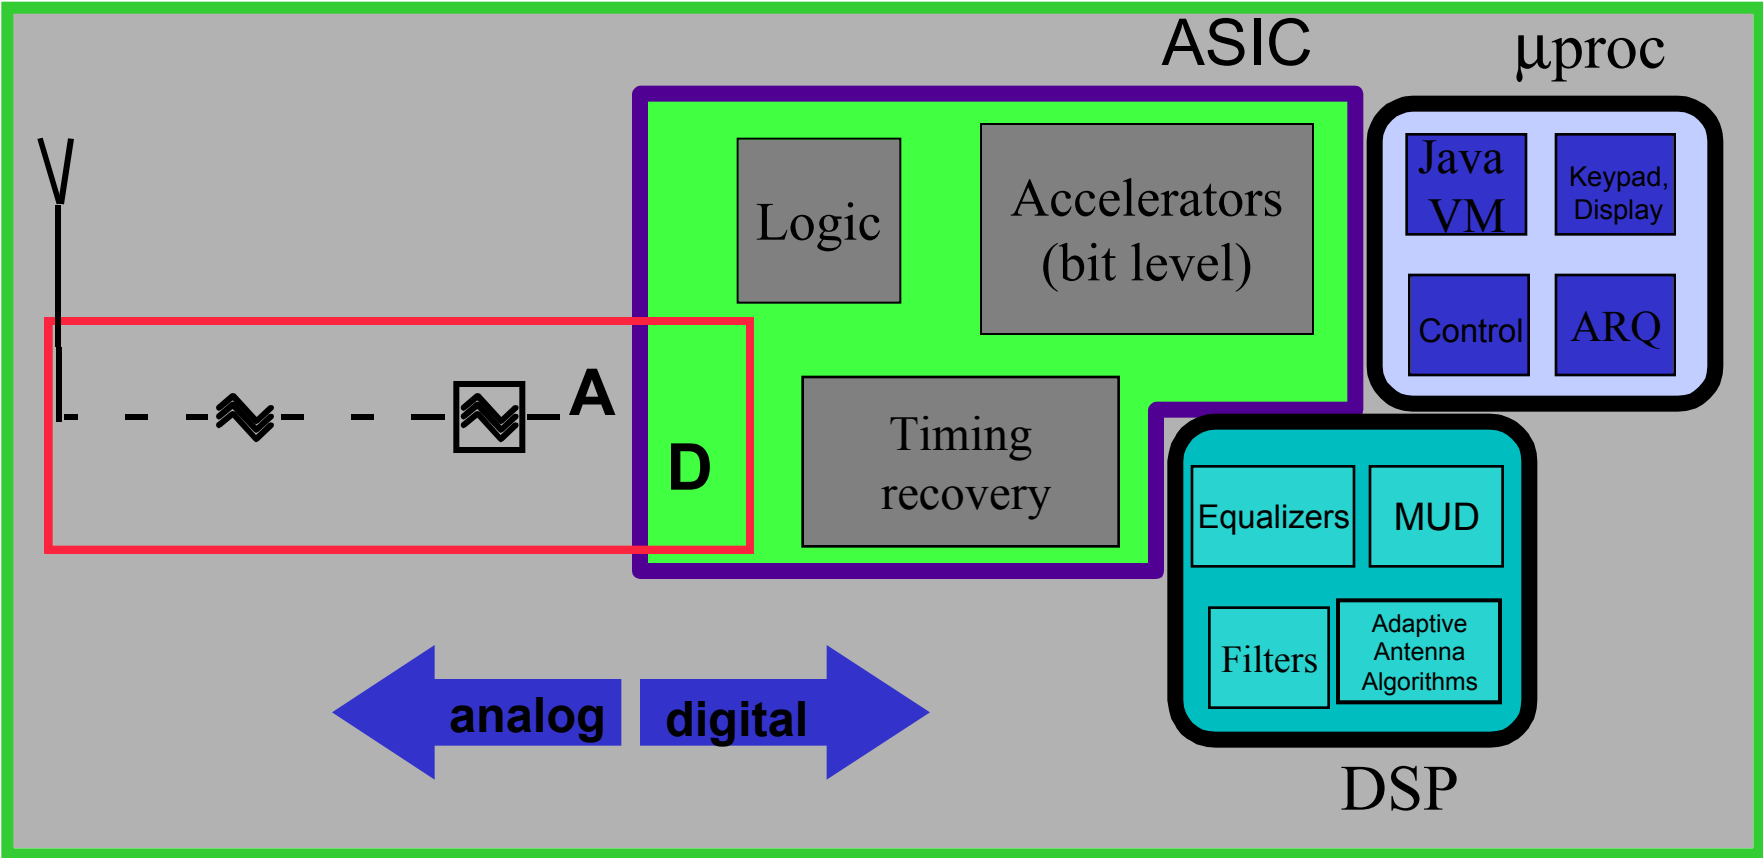 ASIC
μproc
Logic
Accelerators
(bit level)
Java
VM
Keypad,
Display
Control
ARQ
A
D
Timing
recovery
Equalizers
MUD
Filters
Adaptive
Antenna
Algorithms
analog
digital
DSP